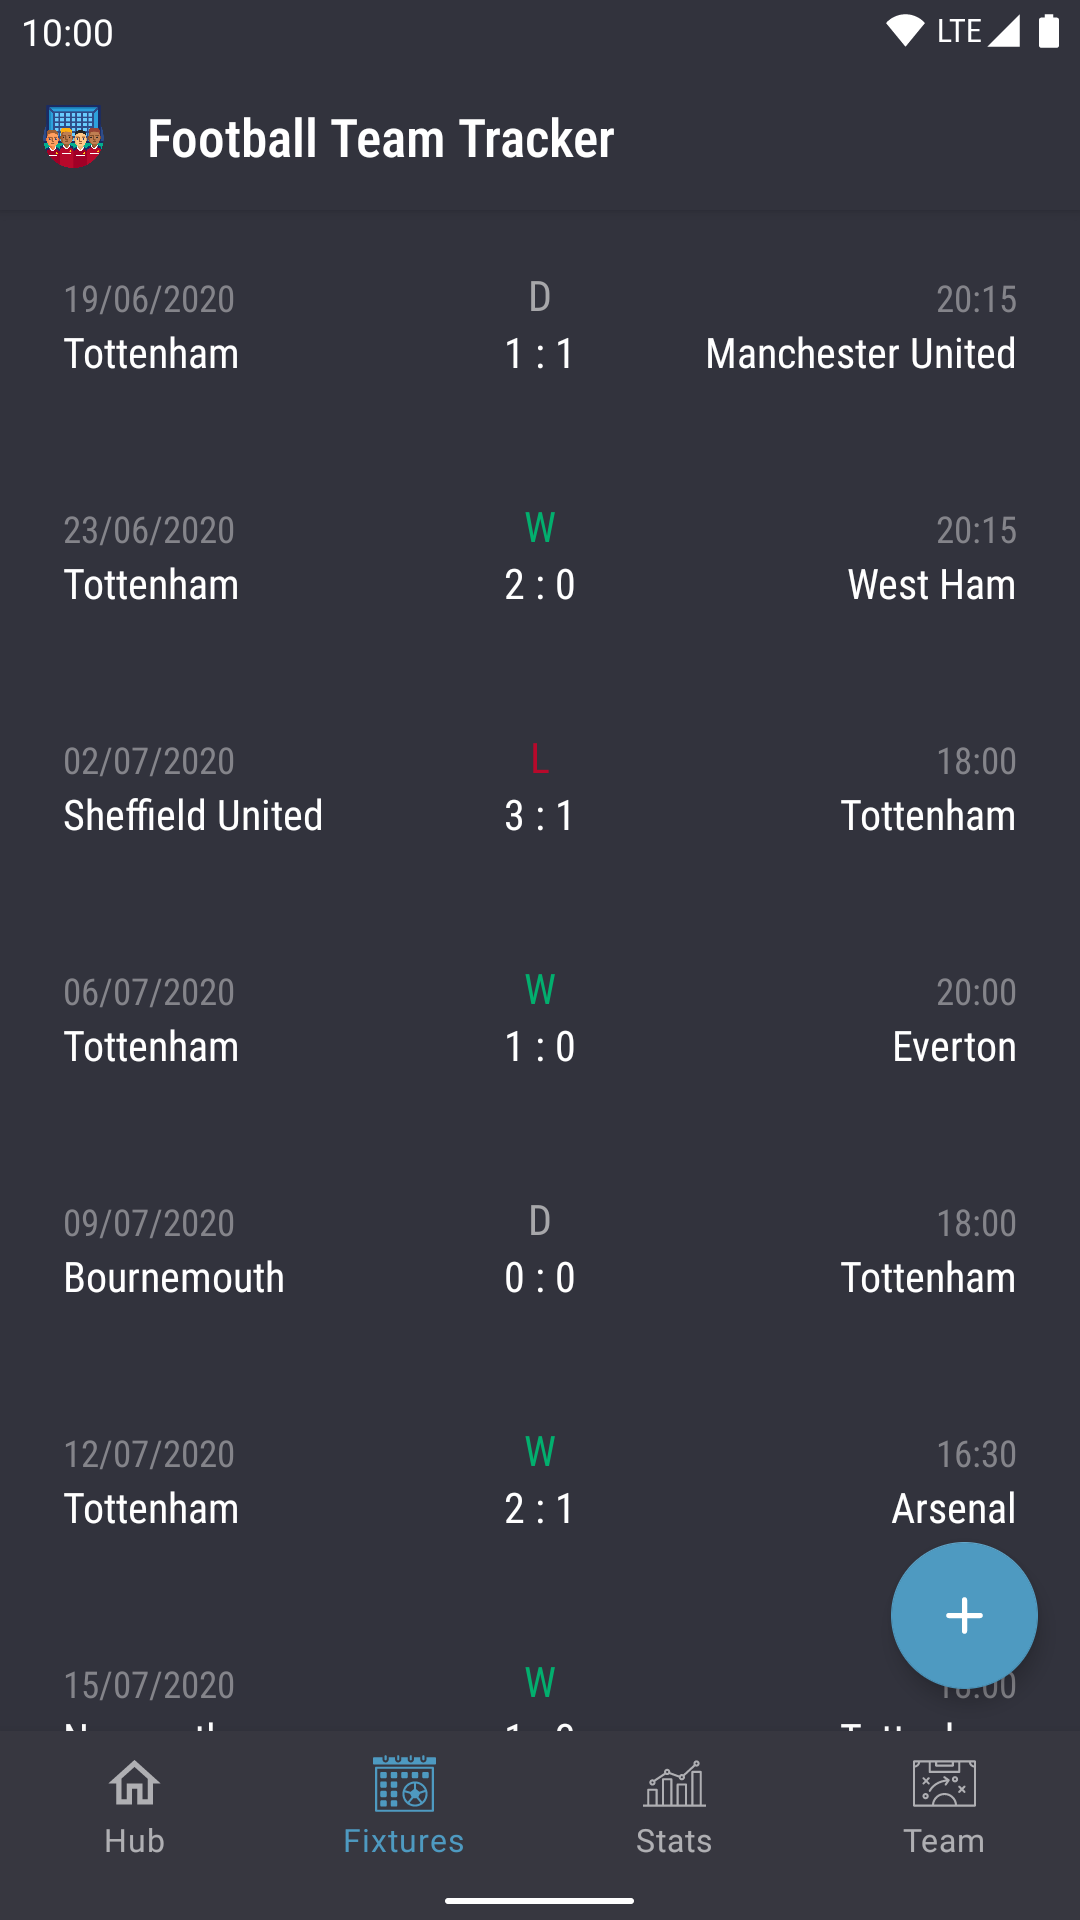 10:00 LTE
Football Team Tracker
19/06/2020 D 20:15
Tottenham 1 : 1 Manchester United
23/06/2020 W 20:15
Tottenham 2 : 0 West Ham
02/07/2020 L 18:00
Sheffield United 3 : 1 Tottenham
06/07/2020 W 20:00
Tottenham 1 : 0 Everton
09/07/2020 D 18:00
Bournemouth 0 : 0 Tottenham
12/07/2020 W 16:30
Tottenham 2 : 1 Arsenal
15/07/2020 W
Hub Fixtures Stats Team